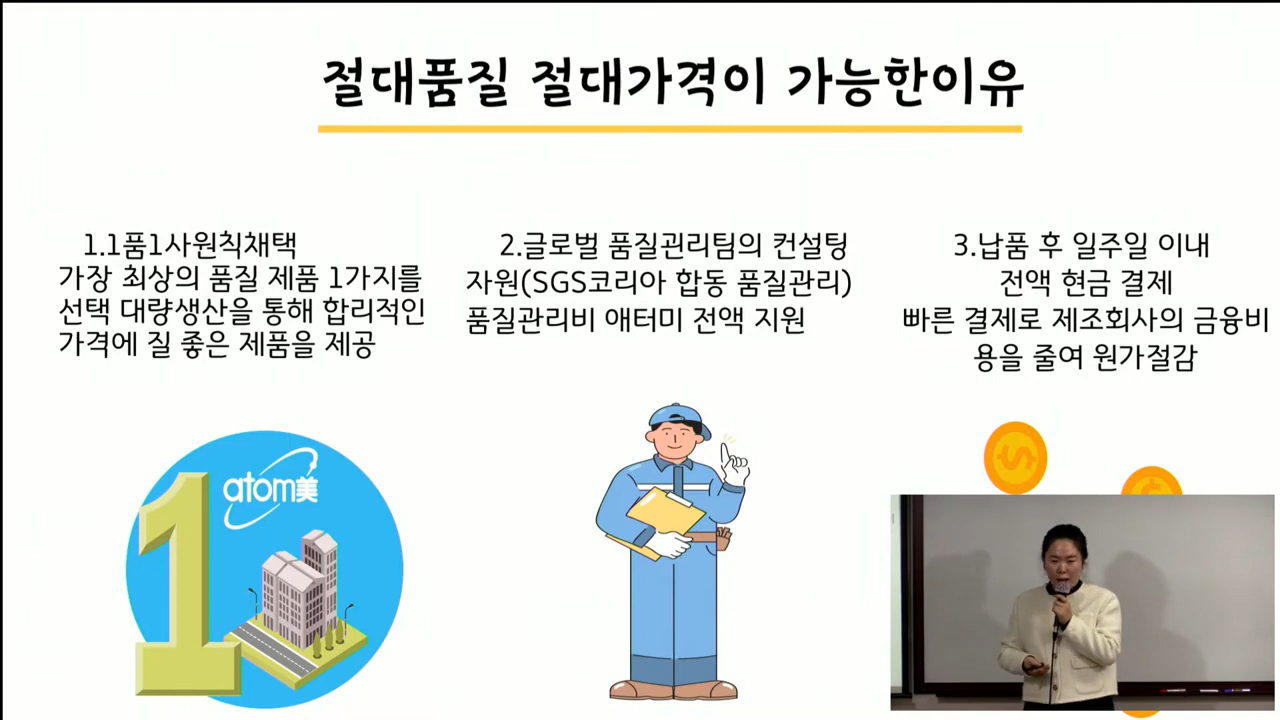 절대품질 절대가격이 가능한이유
1.1품1사원칙채택
가장 최상의 품질 제품 1가지를
선택 대량생산을 통해 합리적인
가격에 질 좋은 제품을 제공
2.글로벌 품질괸리팀의 컨설팅
자원(SGS코리아 합동 품질관리)
품질관리비 애터미 전액 지원
3.납품 후 일주일 이내
전액 현금 결제
빠른 결제로 제조회사의 금융비
용을 줄여 원가절감
1
atom美